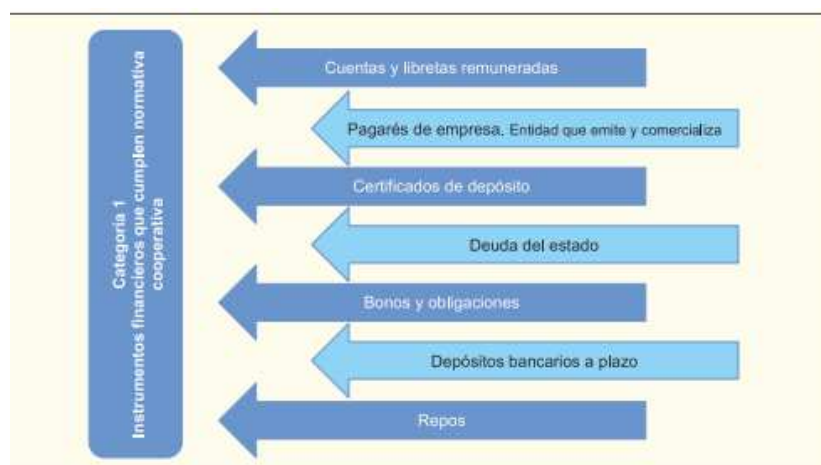 Categoría 1
Instrumentos financieros que cumplen normativa
cooperativa
Cuentas y libretas remuneradas
Pagarés de empresa. Entidad que emite y comercializa
Certificados de depósito
Deuda del estado
Bonos y obligaciones
Depósitos bancarios a plazo
Repos